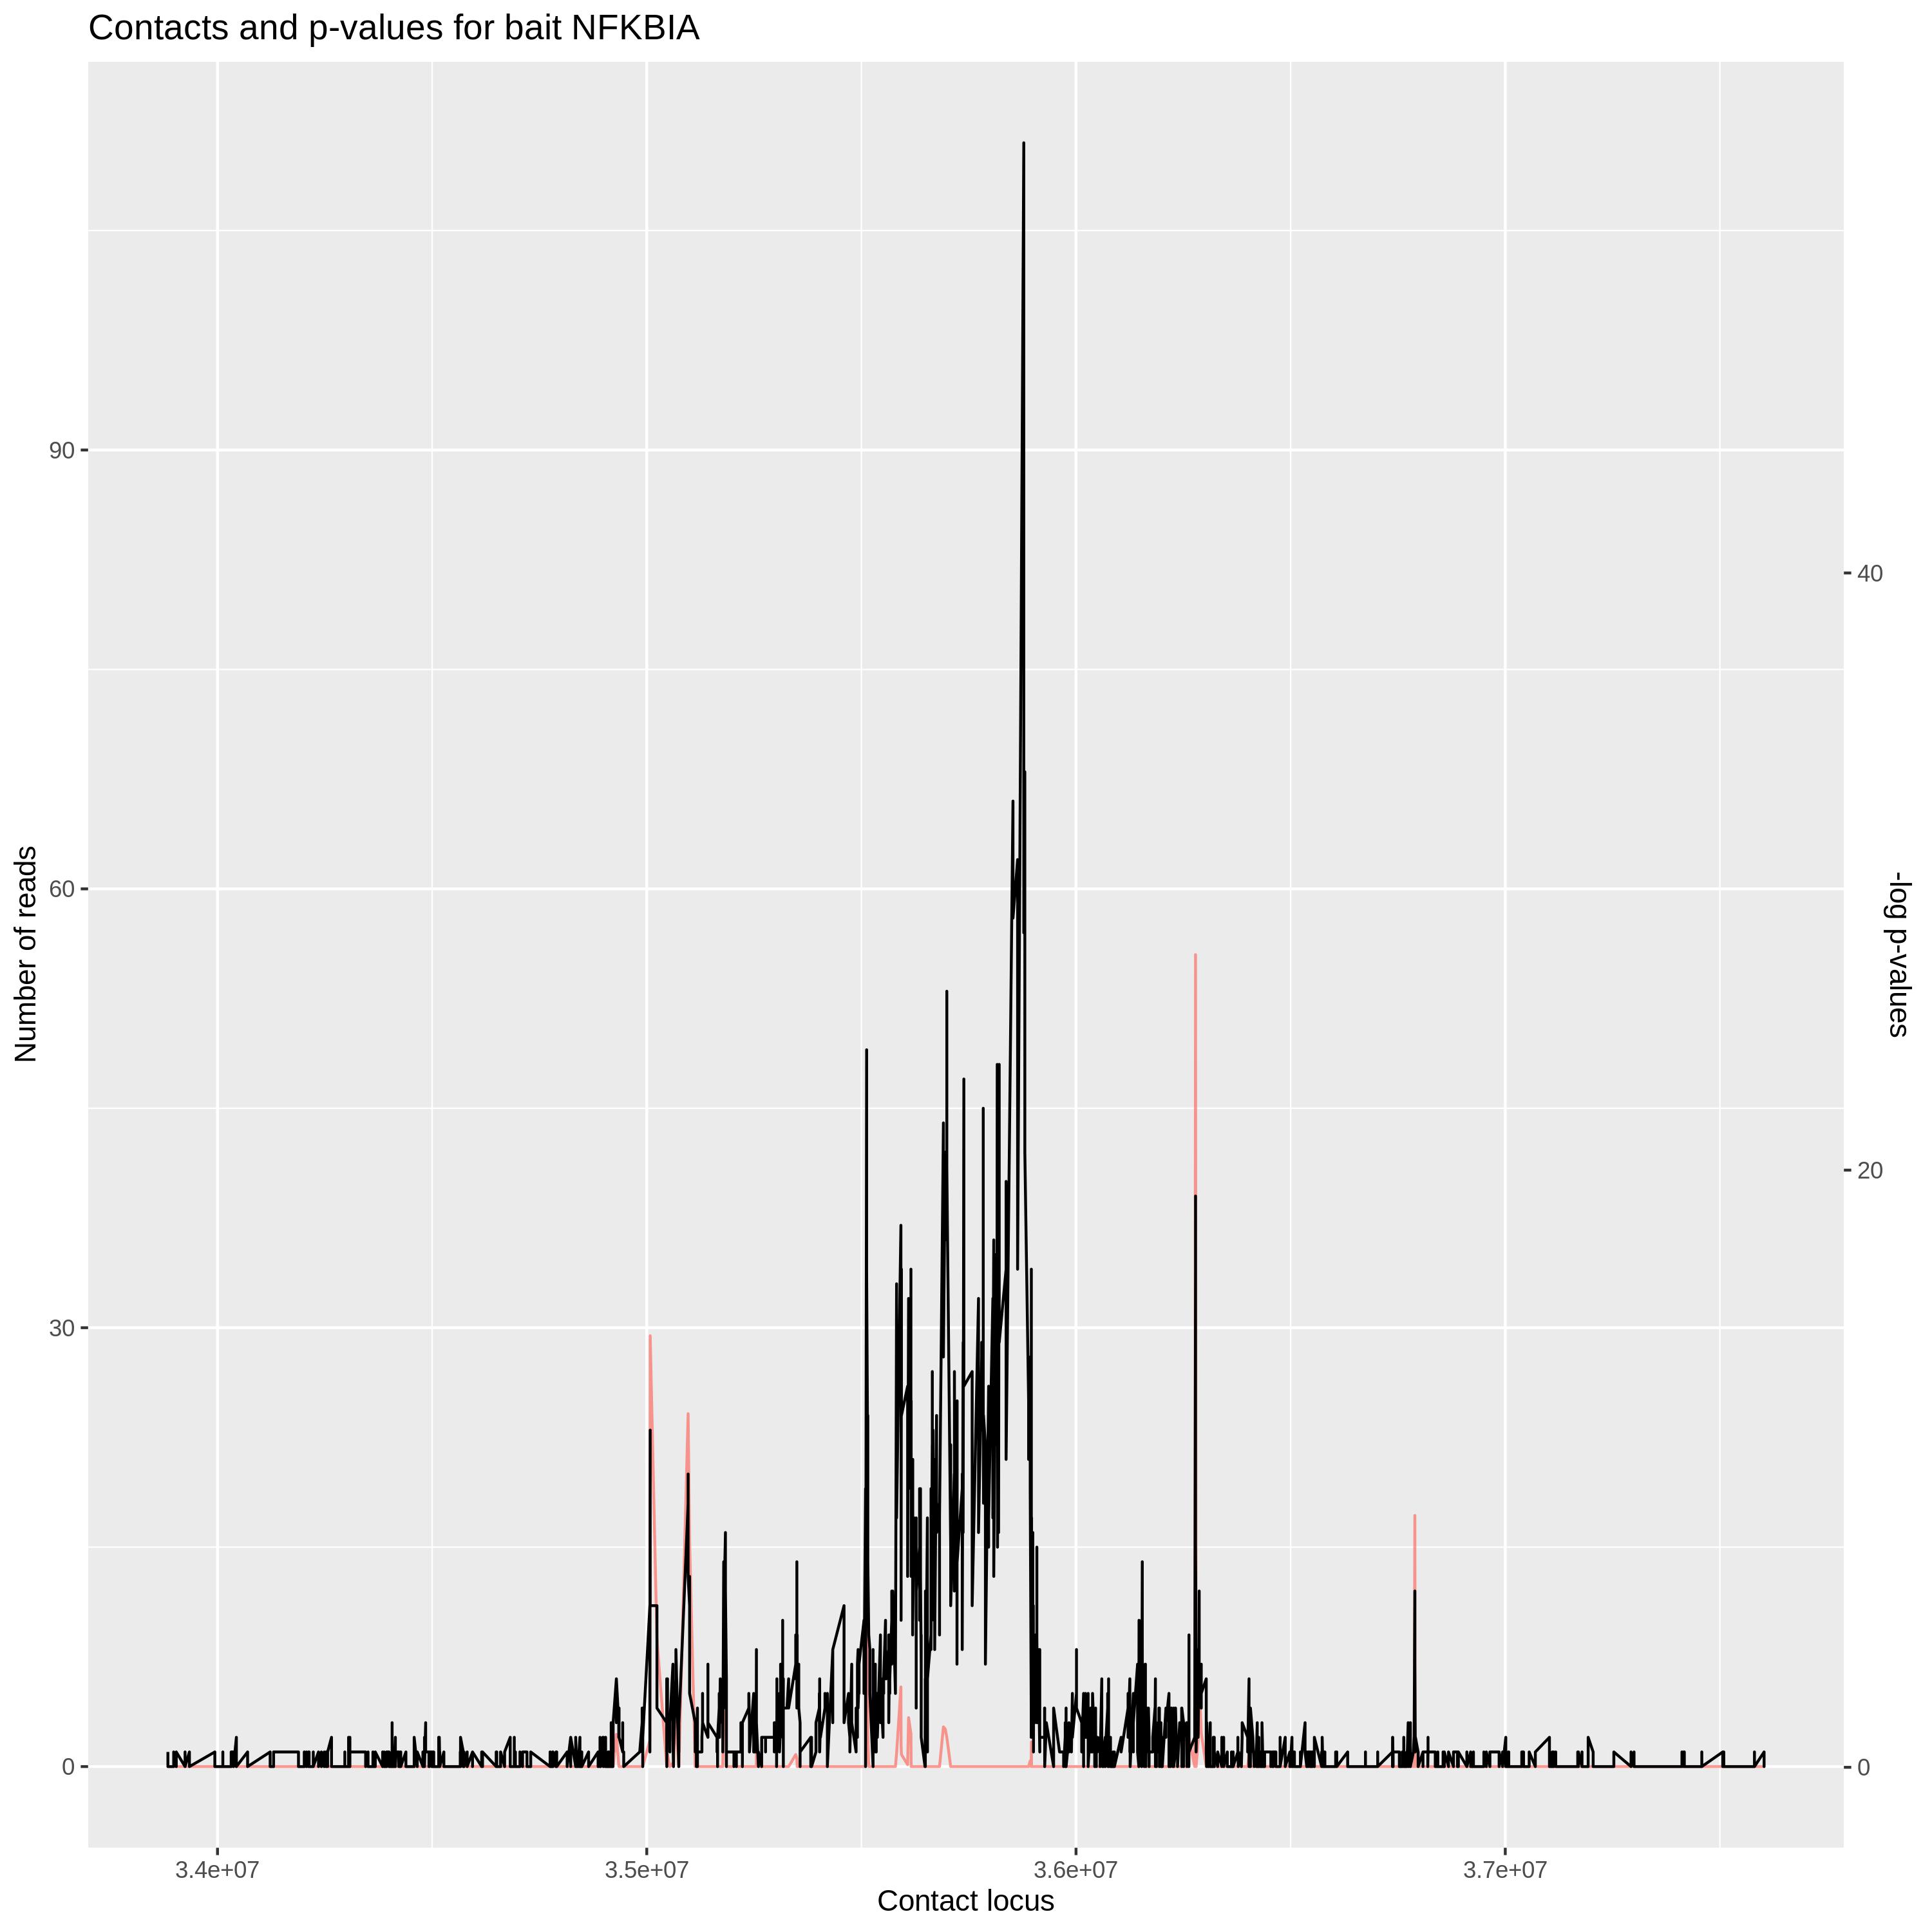 Contacts and p-values for bait NFKBIA
90
60
30
0
Number of reads
40
20
0
-log p-values
3.4e+07
3.5e+07
3.6e+07
3.7e+07
Contact locus